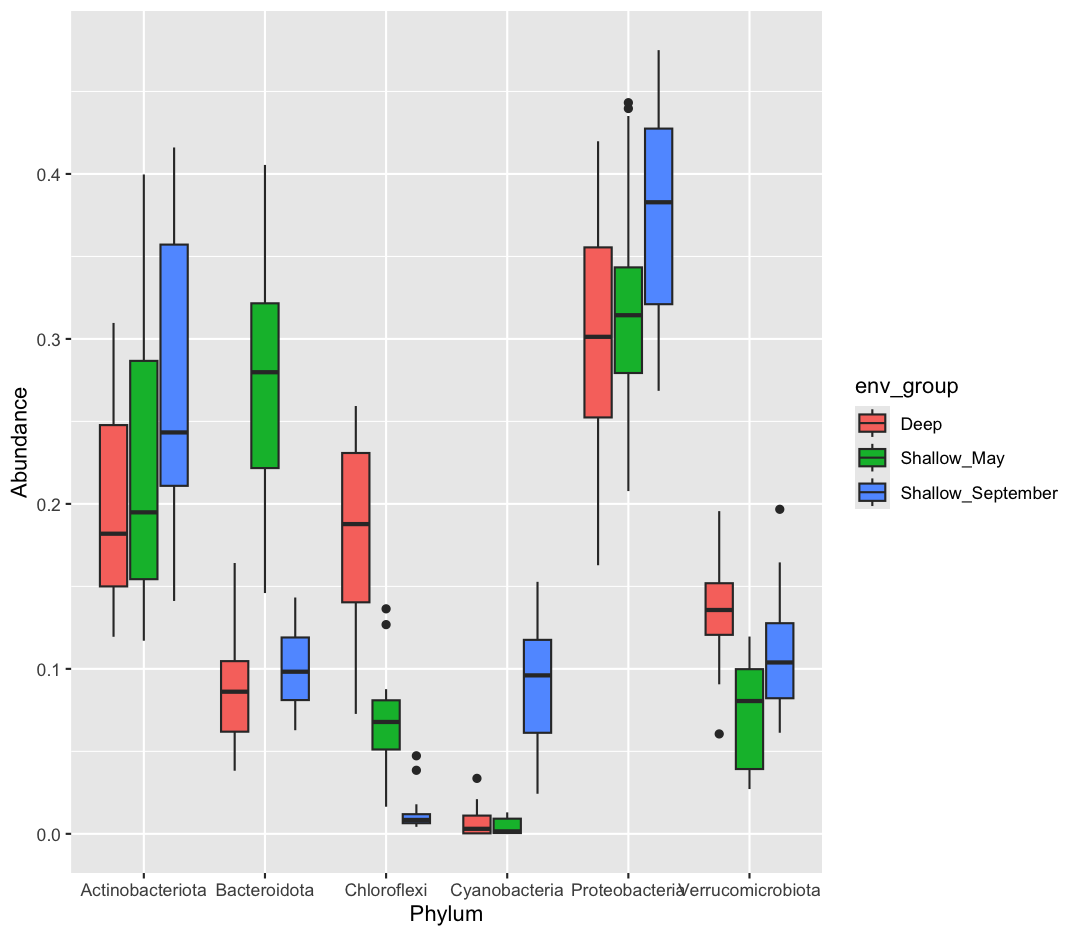 Abundance
0.4
0.3
0.2
0.1
0.0
Actinobacteriota Bacteroidota Chloroflexi Cyanobacteria Proteobacteria Verrucomicrobiota
Phylum
env_group
Deep
Shallow_May
Shallow_September